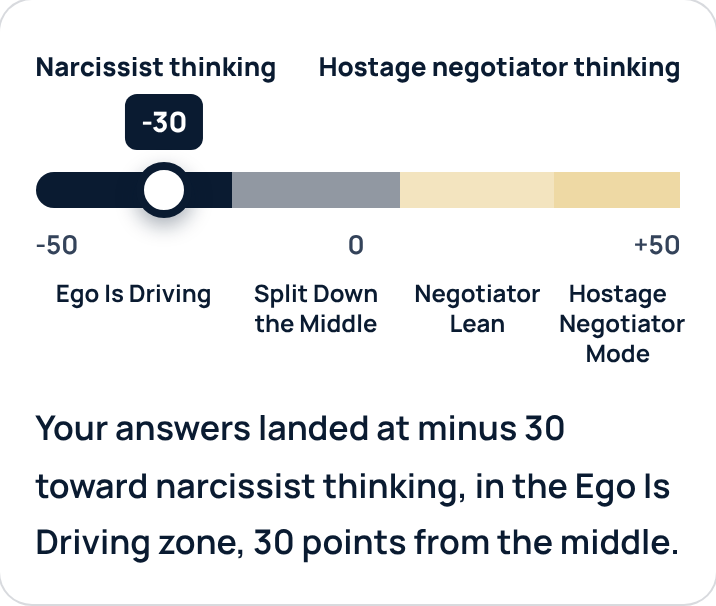 Narcissist thinking
Hostage negotiator thinking
-30
-50
0
+50
Ego Is Driving
Split Down
the Middle
Negotiator
Lean
Hostage
Negotiator
Mode
Your answers landed at minus 30
toward narcissist thinking, in the Ego Is
Driving zone, 30 points from the middle.